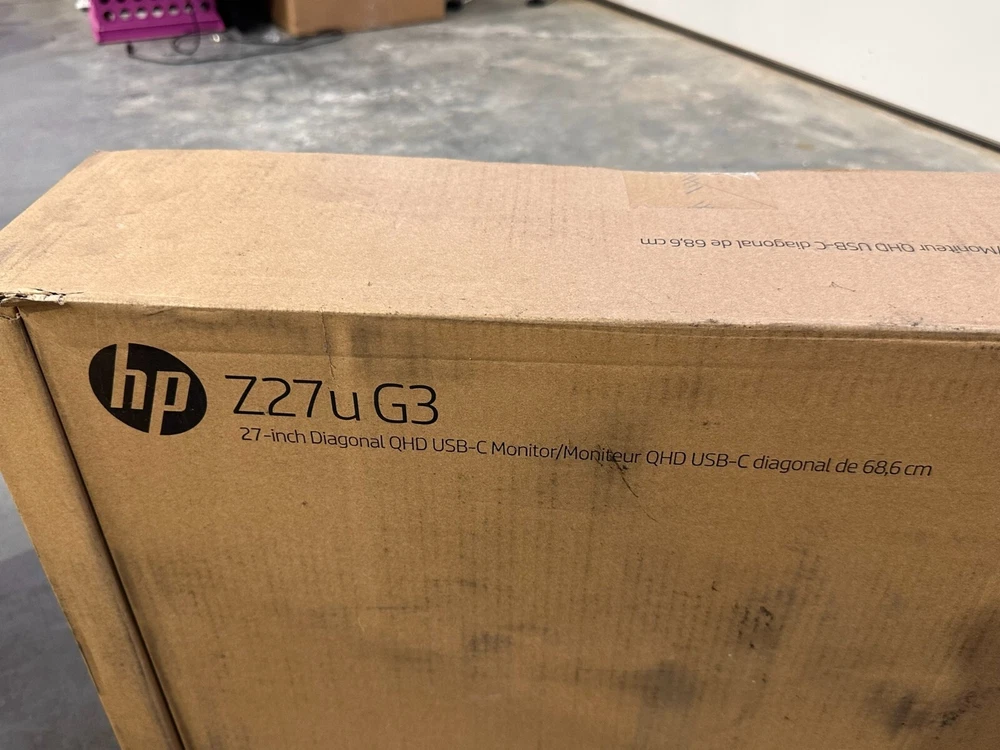 /Moniteur QHD USB-C diagonal de 68,6 cm
hp Z27u G3
27-inch Diagonal QHD USB-C Monitor/Moniteur QHD USB-C diagonal de 68,6 cm